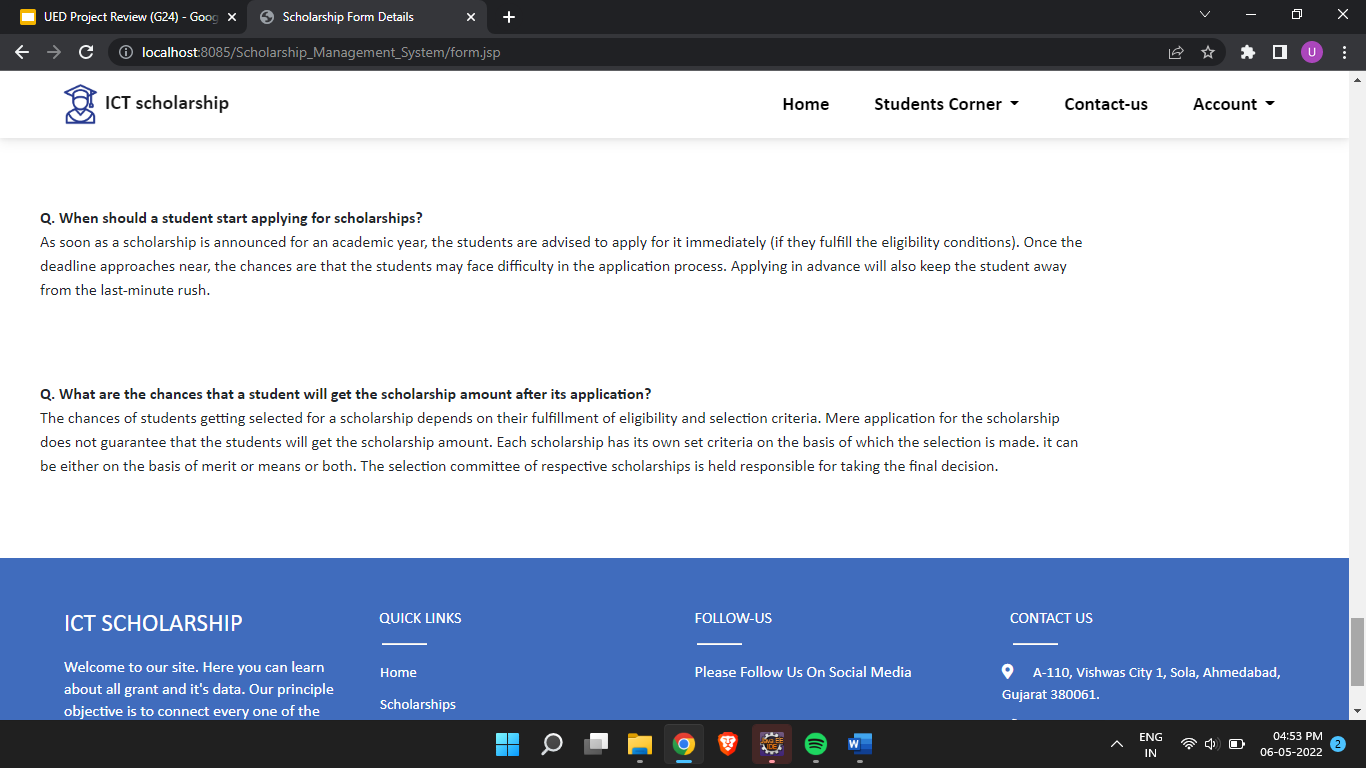 UED Project Review (G24) - Goog
Scholarship Form Details
localhost:8085/Scholarship_Management_System/form.jsp
U
ICT scholarship
Home
Students Corner
Contact-us
Account
Q. When should a student start applying for scholarships?
As soon as a scholarship is announced for an academic year, the students are advised to apply for it immediately (if they fulfill the eligibility conditions). Once the
deadline approaches near, the chances are that the students may face difficulty in the application process. Applying in advance will also keep the student away
from the last-minute rush.
Q. What are the chances that a student will get the scholarship amount after its application?
The chances of students getting selected for a scholarship depends on their fulfillment of eligibility and selection criteria. Mere application for the scholarship
does not guarantee that the students will get the scholarship amount. Each scholarship has its own set criteria on the basis of which the selection is made. it can
be either on the basis of merit or means or both. The selection committee of respective scholarships is held responsible for taking the final decision.
ICT SCHOLARSHIP
Welcome to our site. Here you can learn
about all grant and it's data. Our principle
objective is to connect every one of the
QUICK LINKS
Home
Scholarships
FOLLOW-US
Please Follow Us On Social Media
CONTACT US
A-110, Vishwas City 1, Sola, Ahmedabad,
Gujarat 380061.
ENG
IN
04:53 PM
06-05-2022
2